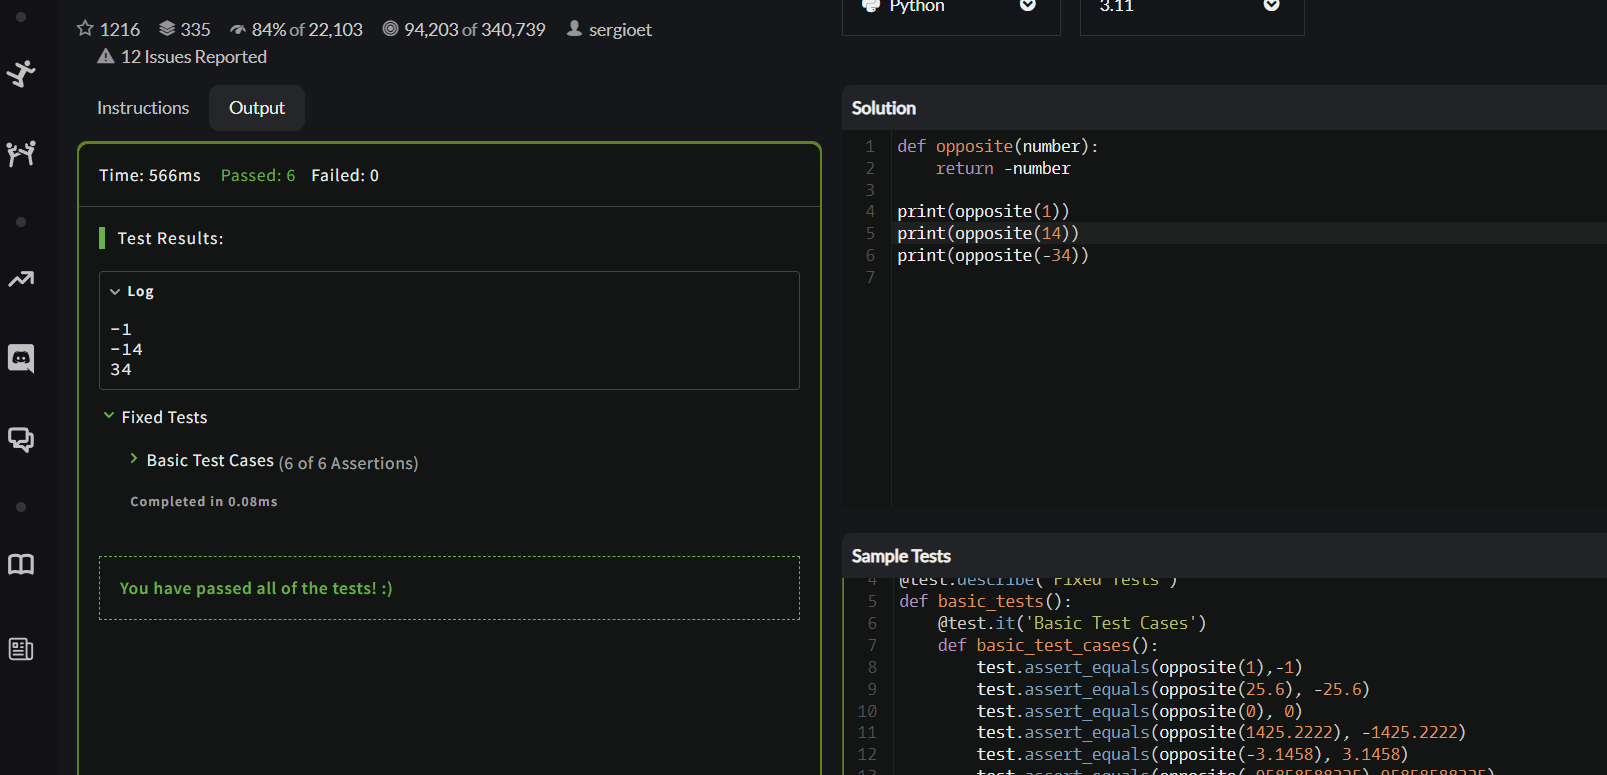 1216 335 84% of 22,103 94,203 of 340,739 sergioet
12 Issues Reported
Instructions Output
Time: 566ms Passed: 6 Failed: 0
Test Results:
Log
-1
-14
34
Fixed Tests
Basic Test Cases (6 of 6 Assertions)
Completed in 0.08ms
You have passed all of the tests! :)
Python 3.11
Solution
1 def opposite(number):
2     return -number
3
4 print(opposite(1))
5 print(opposite(14))
6 print(opposite(-34))
7
Sample Tests
4 @test.describe('Fixed Tests')
5 def basic_tests():
6     @test.it('Basic Test Cases')
7     def basic_test_cases():
8         test.assert_equals(opposite(1),-1)
9         test.assert_equals(opposite(25.6), -25.6)
10         test.assert_equals(opposite(0), 0)
11         test.assert_equals(opposite(1425.2222), -1425.2222)
12         test.assert_equals(opposite(-3.1458), 3.1458)